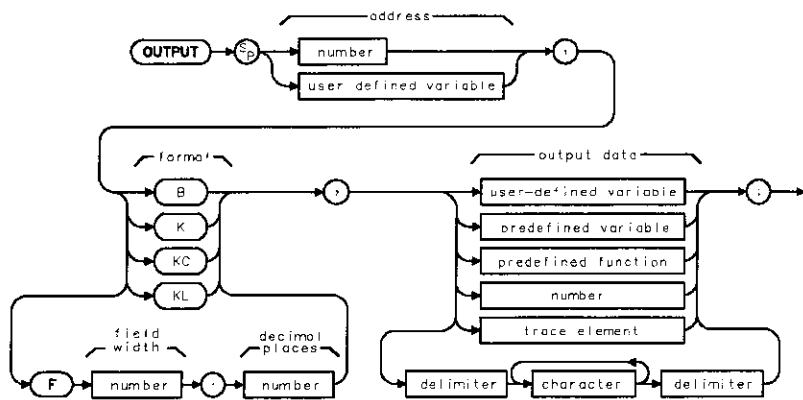 address
OUTPUT Sp number ,
user defined variable
format output data
B , user-defined variable ;
K predefined variable
KC predefined function
KL number
field width decimal places trace element
F number . number delimiter character delimiter